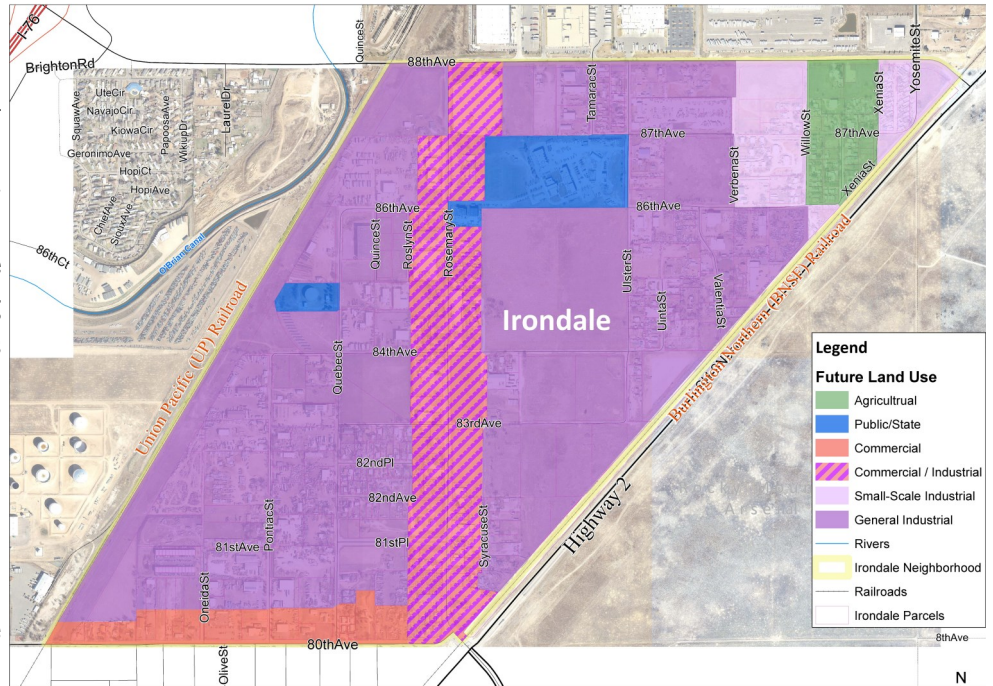 I-76
BrightonRd
QuinceSt
88thAve
YosemiteSt
UteCir
SquawAve
NavajoCir
PapooseAve
WikiupDr
LaurelDr
KiowaCir
GeronimoAve
HopiCt
HopiAve
ChiefAve
SiouxAve
86thCt
O'BrianCanal
TamaracSt
87thAve
VerbenaSt
WillowSt
87thAve
XeniaSt
XeniaSt
86thAve
QuinceSt
RoslynSt
RosemarySt
86thAve
UlsterSt
UintaSt
ValentiaSt
Irondale
Union Pacific (UP) Railroad
Burlington Northern (BNSF) Railroad
QuebecSt
84thAve
83rdAve
82ndPl
82ndAve
PontiacSt
81stAve
81stPl
SyracuseSt
OneidaSt
Highway 2
80thAve
OliveSt
8thAve
N
Legend
Future Land Use
Agricultrual
Public/State
Commercial
Commercial / Industrial
Small-Scale Industrial
General Industrial
Rivers
Irondale Neighborhood
Railroads
Irondale Parcels